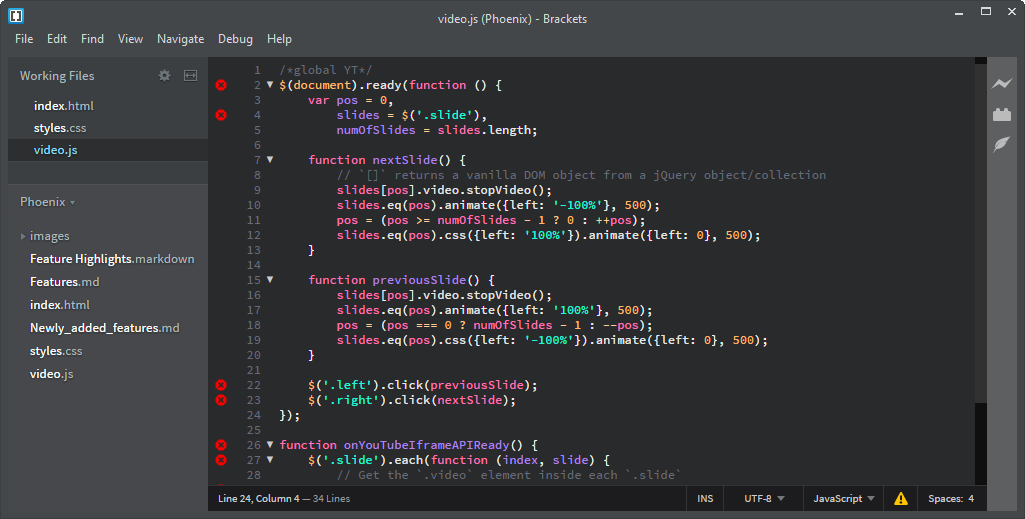 video.js (Phoenix) - Brackets
File Edit Find View Navigate Debug Help
Working Files
index.html
styles.css
video.js
Phoenix
images
Feature Highlights.markdown
Features.md
index.html
Newly_added_features.md
styles.css
video.js
1 /*global YT*/
2 $(document).ready(function () {
3     var pos = 0,
4         slides = $('.slide'),
5         numOfSlides = slides.length;
6
7     function nextSlide() {
8         // `[]` returns a vanilla DOM object from a jQuery object/collection
9         slides[pos].video.stopVideo();
10         slides.eq(pos).animate({left: '-100%'}, 500);
11         pos = (pos >= numOfSlides - 1 ? 0 : ++pos);
12         slides.eq(pos).css({left: '100%'}).animate({left: 0}, 500);
13     }
14
15     function previousSlide() {
16         slides[pos].video.stopVideo();
17         slides.eq(pos).animate({left: '100%'}, 500);
18         pos = (pos === 0 ? numOfSlides - 1 : --pos);
19         slides.eq(pos).css({left: '-100%'}).animate({left: 0}, 500);
20     }
21
22     $('.left').click(previousSlide);
23     $('.right').click(nextSlide);
24 });
25
26 function onYouTubeIframeAPIReady() {
27     $('.slide').each(function (index, slide) {
28         // Get the `.video` element inside each `.slide`
Line 24, Column 4 — 34 Lines INS UTF-8 JavaScript Spaces: 4